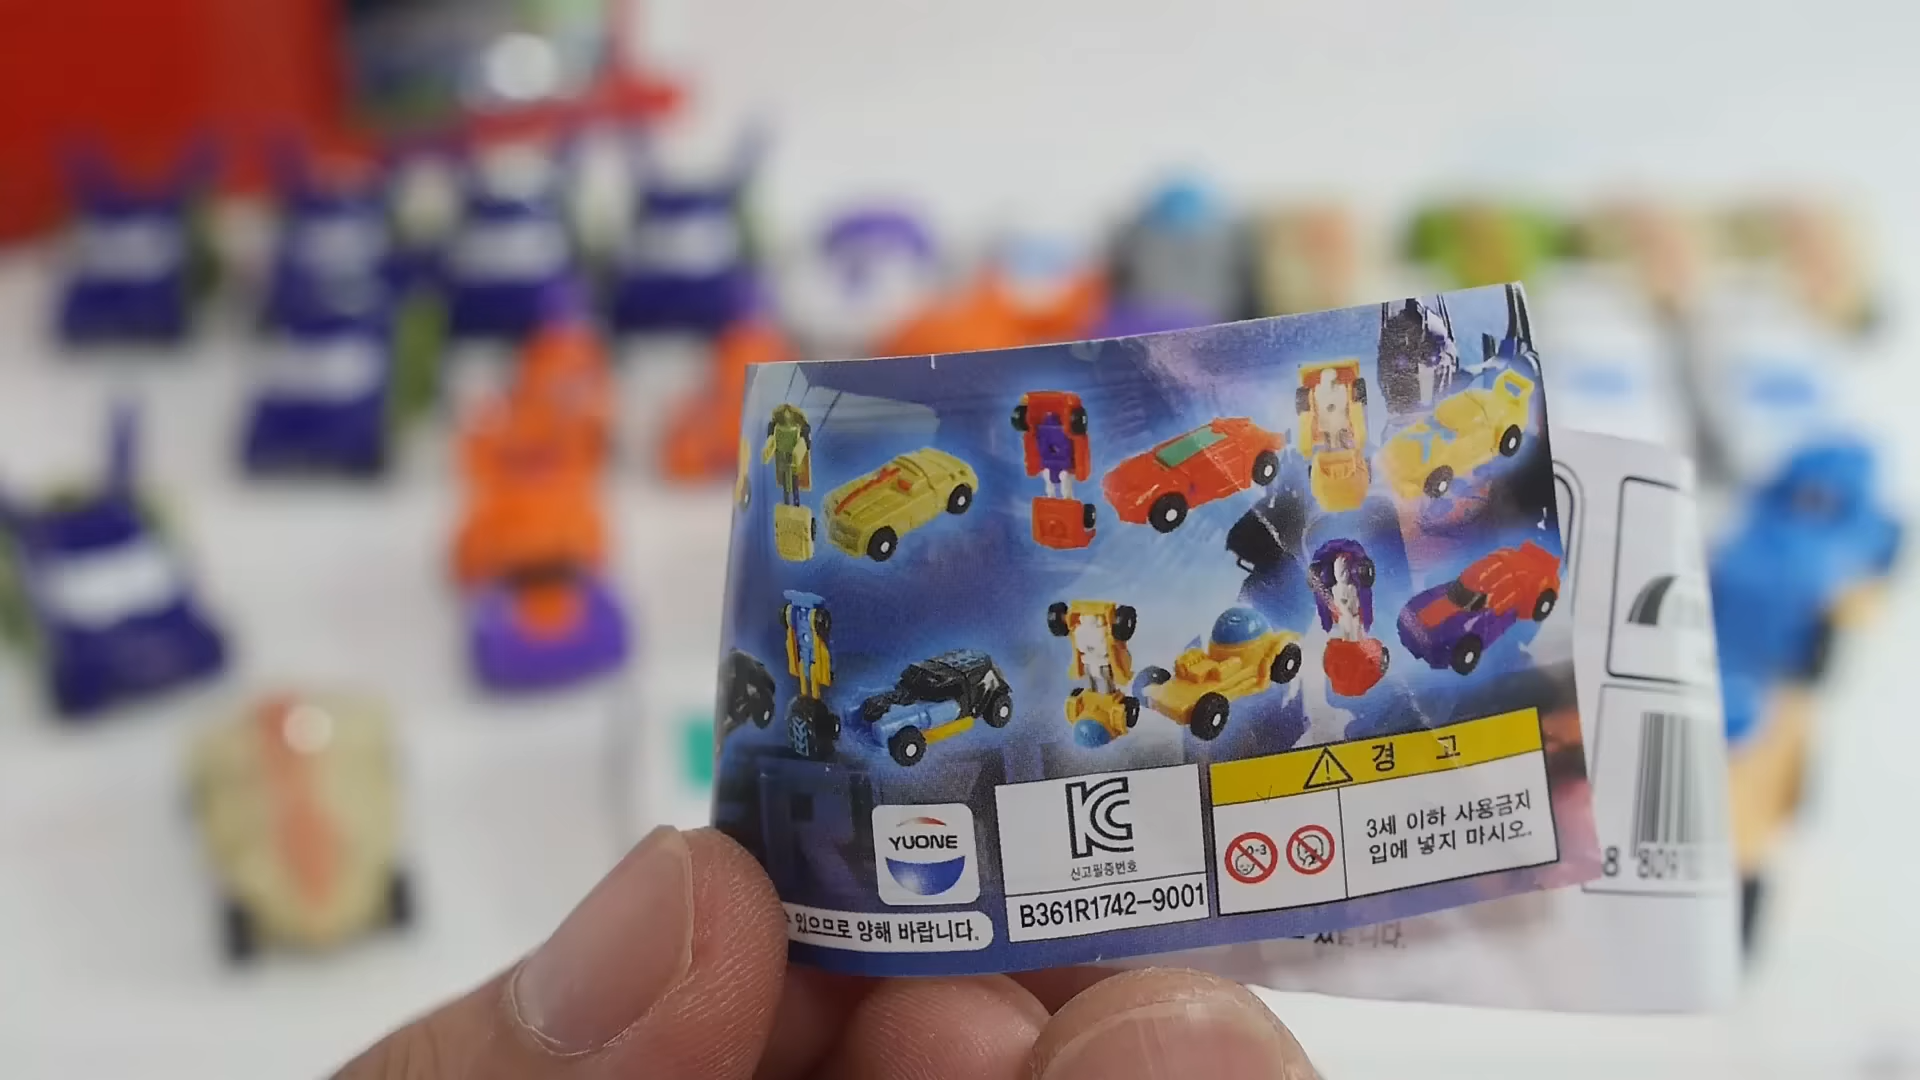 경 고
3세 이하 사용금지
입에 넣지 마시오.
0-3
YUONE
KC
신고필증번호
B361R1742-9001
있으므로 양해 바랍니다.